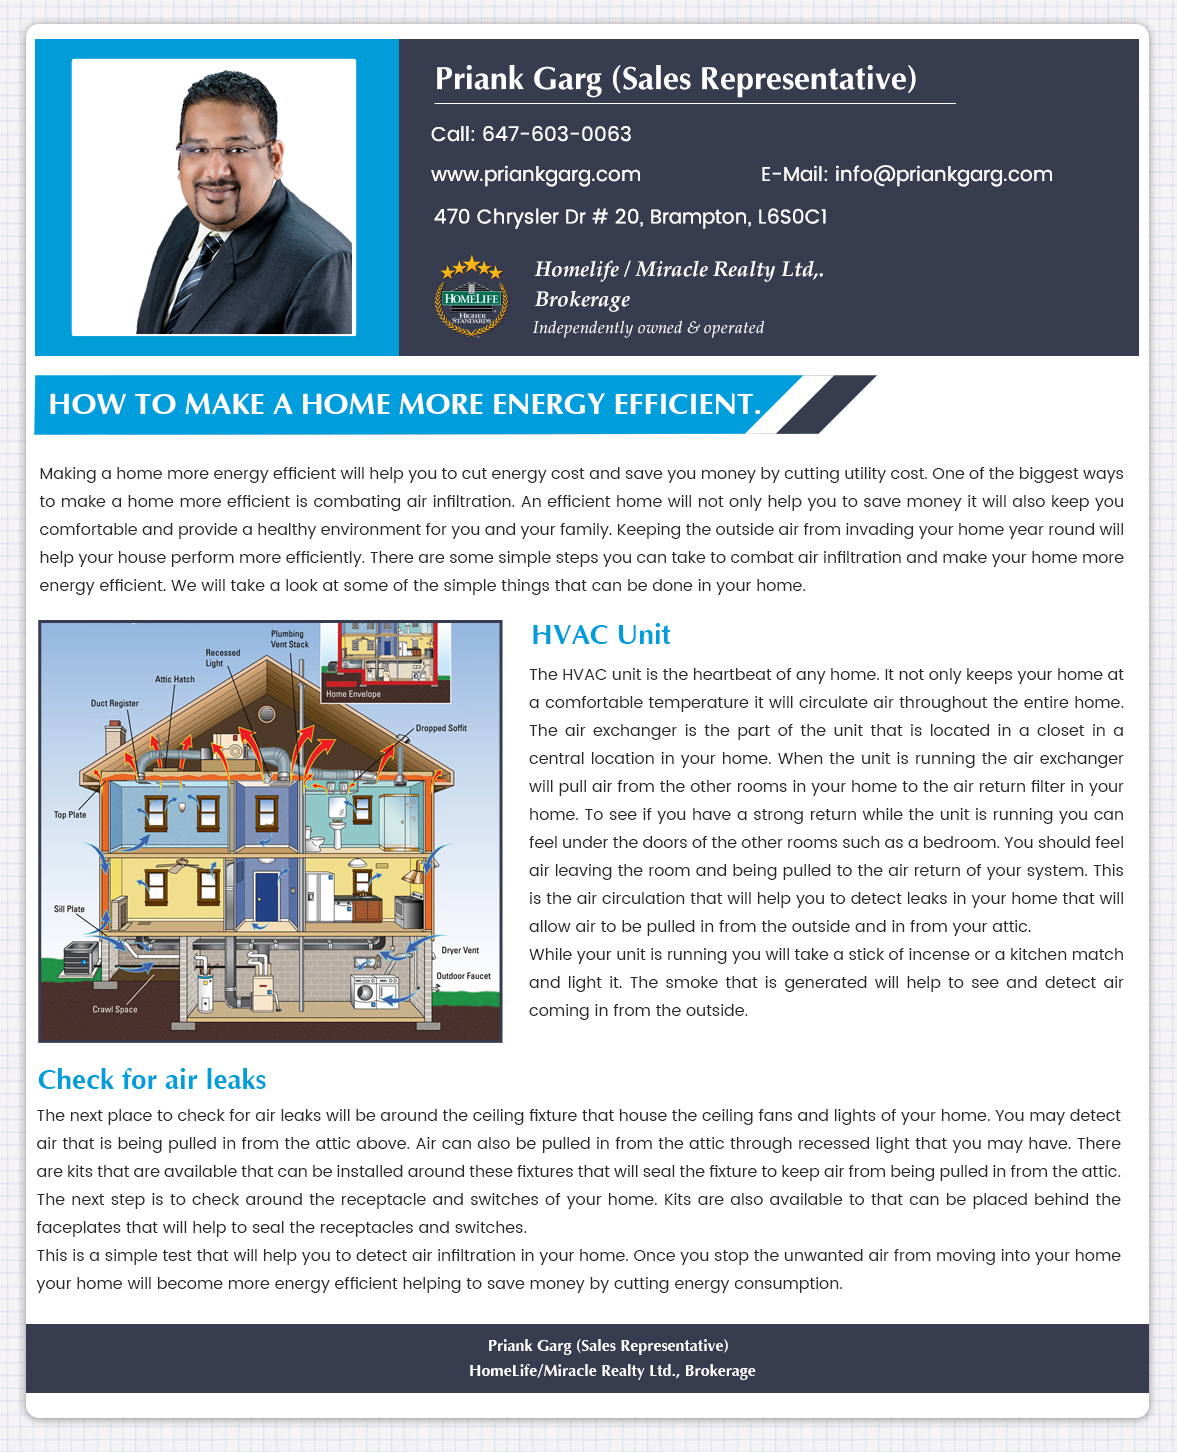 Priank Garg (Sales Representative)
Call: 647-603-0063
www.priankgarg.com
E-Mail: info@priankgarg.com
470 Chrysler Dr # 20, Brampton, L6S0C1
HOMELIFE
HIGHER
STANDARDS
Homelife / Miracle Realty Ltd,.
Brokerage
Independently owned & operated
HOW TO MAKE A HOME MORE ENERGY EFFICIENT.
Making a home more energy efficient will help you to cut energy cost and save you money by cutting utility cost. One of the biggest ways
to make a home more efficient is combating air infiltration. An efficient home will not only help you to save money it will also keep you
comfortable and provide a healthy environment for you and your family. Keeping the outside air from invading your home year round will
help your house perform more efficiently. There are some simple steps you can take to combat air infiltration and make your home more
energy efficient. We will take a look at some of the simple things that can be done in your home.
Plumbing
Vent Stack
Recessed
Light
Attic Hatch
Duct Register
Home Envelope
Dropped Soffit
Top Plate
Sill Plate
Dryer Vent
Outdoor Faucet
Crawl Space
HVAC Unit
The HVAC unit is the heartbeat of any home. It not only keeps your home at
a comfortable temperature it will circulate air throughout the entire home.
The air exchanger is the part of the unit that is located in a closet in a
central location in your home. When the unit is running the air exchanger
will pull air from the other rooms in your home to the air return filter in your
home. To see if you have a strong return while the unit is running you can
feel under the doors of the other rooms such as a bedroom. You should feel
air leaving the room and being pulled to the air return of your system. This
is the air circulation that will help you to detect leaks in your home that will
allow air to be pulled in from the outside and in from your attic.
While your unit is running you will take a stick of incense or a kitchen match
and light it. The smoke that is generated will help to see and detect air
coming in from the outside.
Check for air leaks
The next place to check for air leaks will be around the ceiling fixture that house the ceiling fans and lights of your home. You may detect
air that is being pulled in from the attic above. Air can also be pulled in from the attic through recessed light that you may have. There
are kits that are available that can be installed around these fixtures that will seal the fixture to keep air from being pulled in from the attic.
The next step is to check around the receptacle and switches of your home. Kits are also available to that can be placed behind the
faceplates that will help to seal the receptacles and switches.
This is a simple test that will help you to detect air infiltration in your home. Once you stop the unwanted air from moving into your home
your home will become more energy efficient helping to save money by cutting energy consumption.
Priank Garg (Sales Representative)
HomeLife/Miracle Realty Ltd., Brokerage